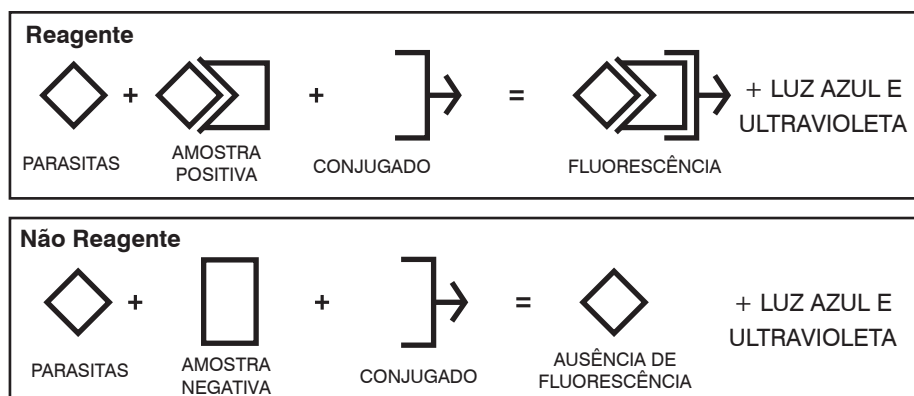 Reagente
+ + = + LUZ AZUL E
ULTRAVIOLETA
PARASITAS
AMOSTRA
POSITIVA
CONJUGADO
FLUORESCÊNCIA
Não Reagente
+ + = + LUZ AZUL E
ULTRAVIOLETA
PARASITAS
AMOSTRA
NEGATIVA
CONJUGADO
AUSÊNCIA DE
FLUORESCÊNCIA